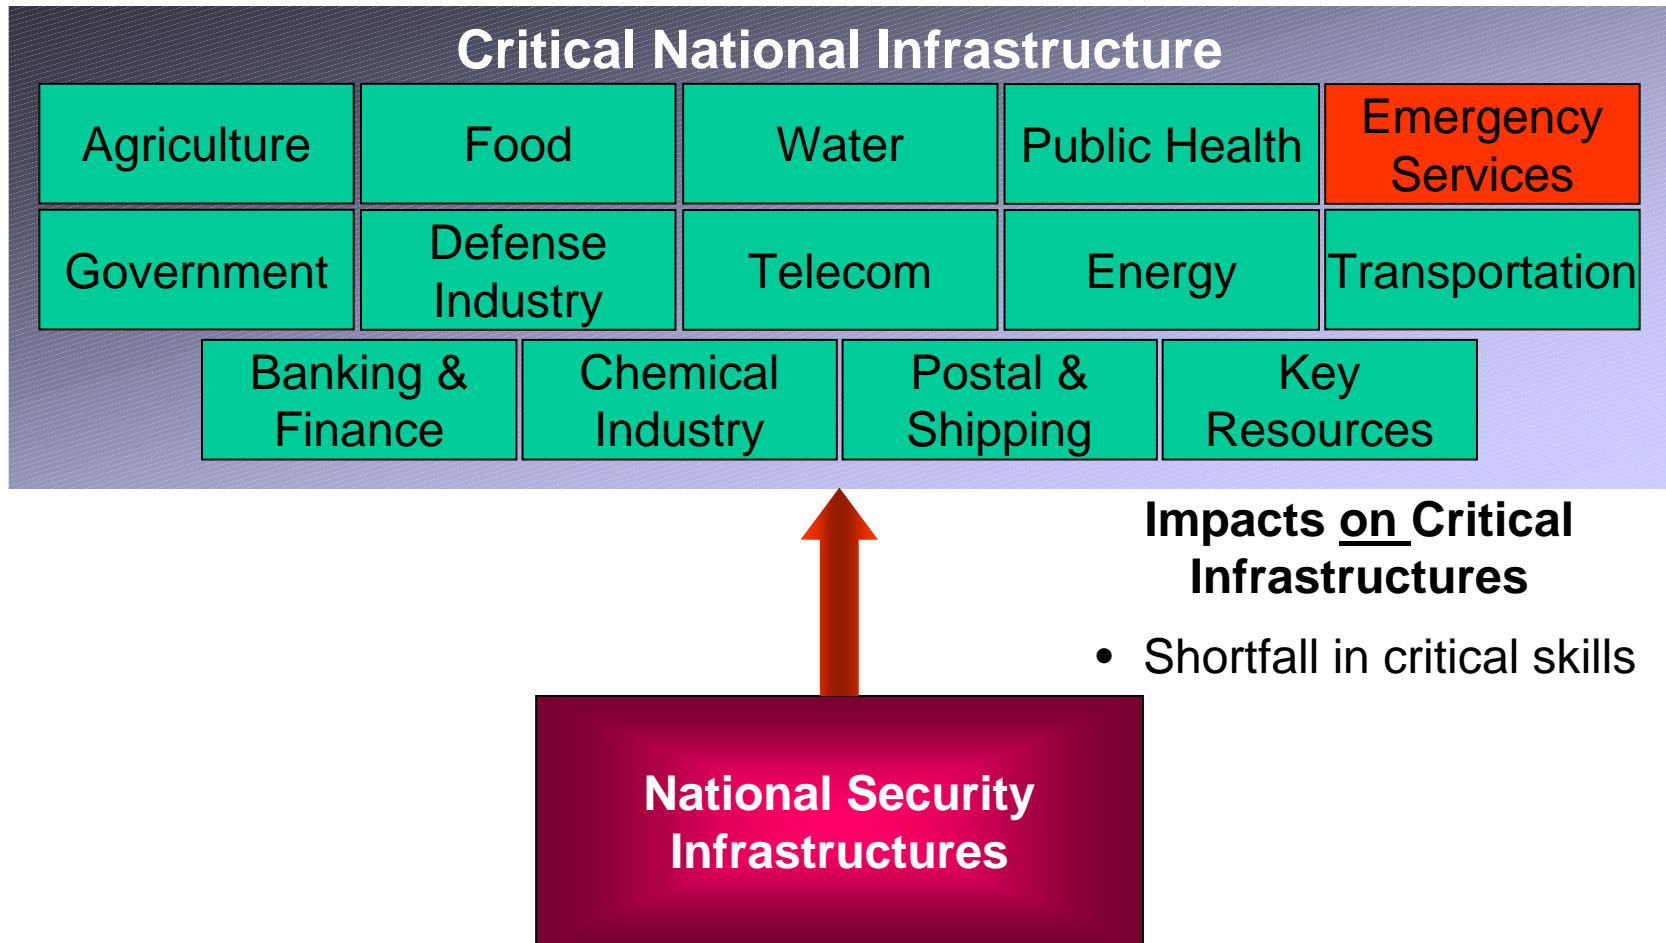 Critical National Infrastructure
Agriculture
Food
Water
Public Health
Emergency
Services
Government
Defense
Industry
Telecom
Energy
Transportation
Banking &
Finance
Chemical
Industry
Postal &
Shipping
Key
Resources
Impacts on Critical
Infrastructures
• Shortfall in critical skills
National Security
Infrastructures